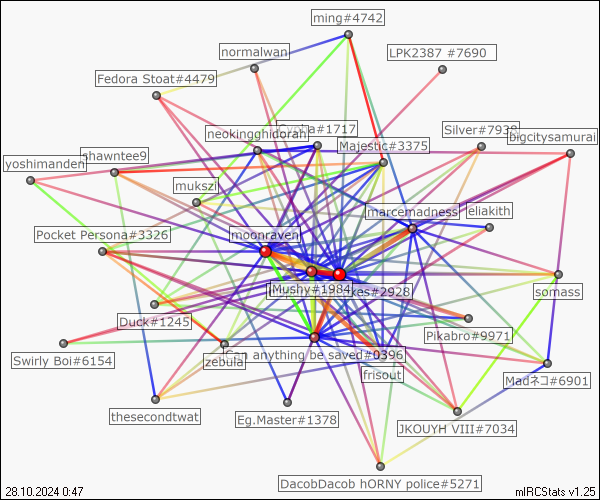 ming#4742
normalwan
LPK2387 #7690
Fedora Stoat#4479
neokingghidorah
#1717
Silver#7938
bigcitysamurai
Majestic#3375
yoshimanden
shawntee9
mukszi
marcemadness
eliakith
Pocket Persona#3326
moonraven
Mushy#1984
#2928
somass
Duck#1245
Pikabro#9971
Swirly Boi#6154
zebula
Can anything be saved#0396
frisout
Madネコ#6901
thesecondtwat
Eg.Master#1378
JKOUYH VIII#7034
DacobDacob hORNY police#5271
28.10.2024 0:47
mIRCStats v1.25